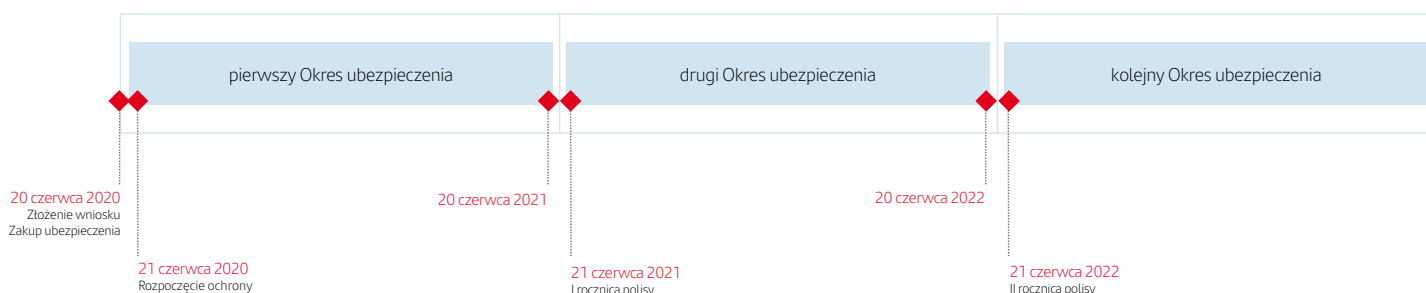 pierwszy Okres ubezpieczenia
drugi Okres ubezpieczenia
kolejny Okres ubezpieczenia
20 czerwca 2020
Złożenie wniosku
Zakup ubezpieczenia
21 czerwca 2020
Rozpoczęcie ochrony
20 czerwca 2021
21 czerwca 2021
I rocznica polisy
20 czerwca 2022
21 czerwca 2022
II rocznica polisy